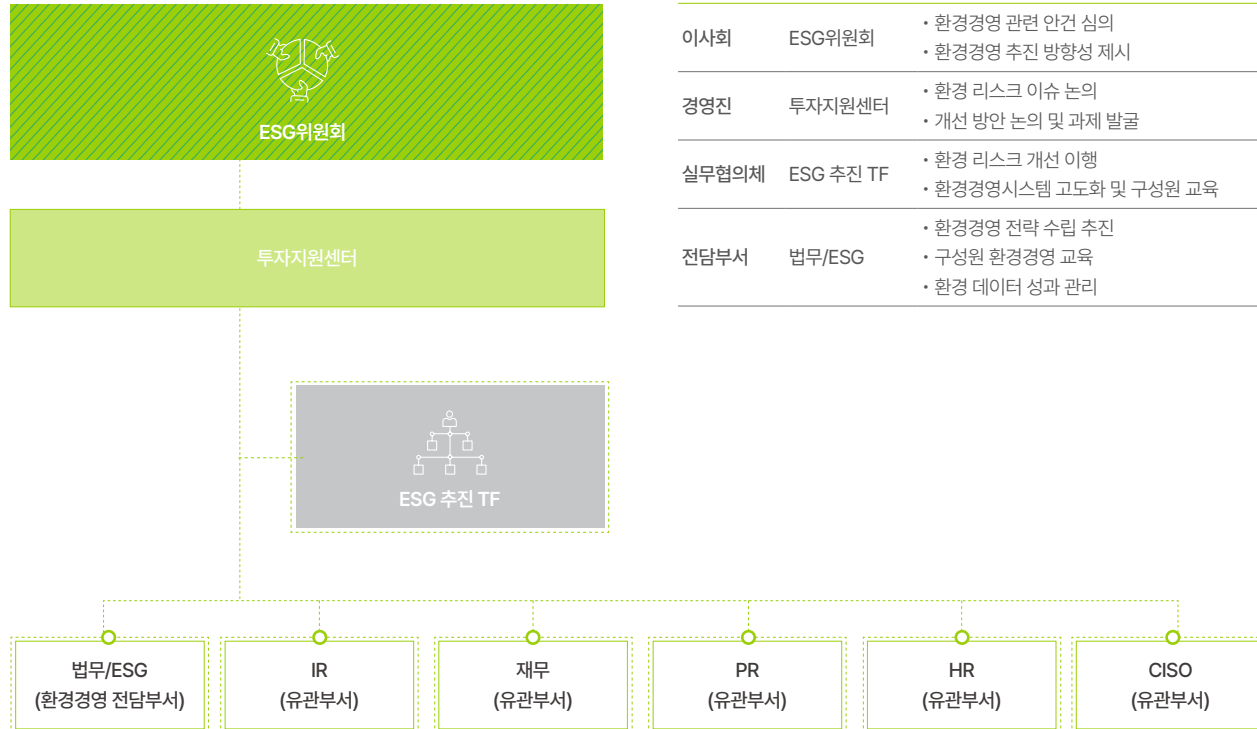 ESG위원회
투자지원센터
ESG 추진 TF
이사회 ESG위원회
• 환경경영 관련 안건 심의
• 환경경영 추진 방향성 제시
경영진 투자지원센터
• 환경 리스크 이슈 논의
• 개선 방안 논의 및 과제 발굴
실무협의체 ESG 추진 TF
• 환경 리스크 개선 이행
• 환경경영시스템 고도화 및 구성원 교육
전담부서 법무/ESG
• 환경경영 전략 수립 추진
• 구성원 환경경영 교육
• 환경 데이터 성과 관리
법무/ESG
(환경경영 전담부서)
IR
(유관부서)
재무
(유관부서)
PR
(유관부서)
HR
(유관부서)
CISO
(유관부서)